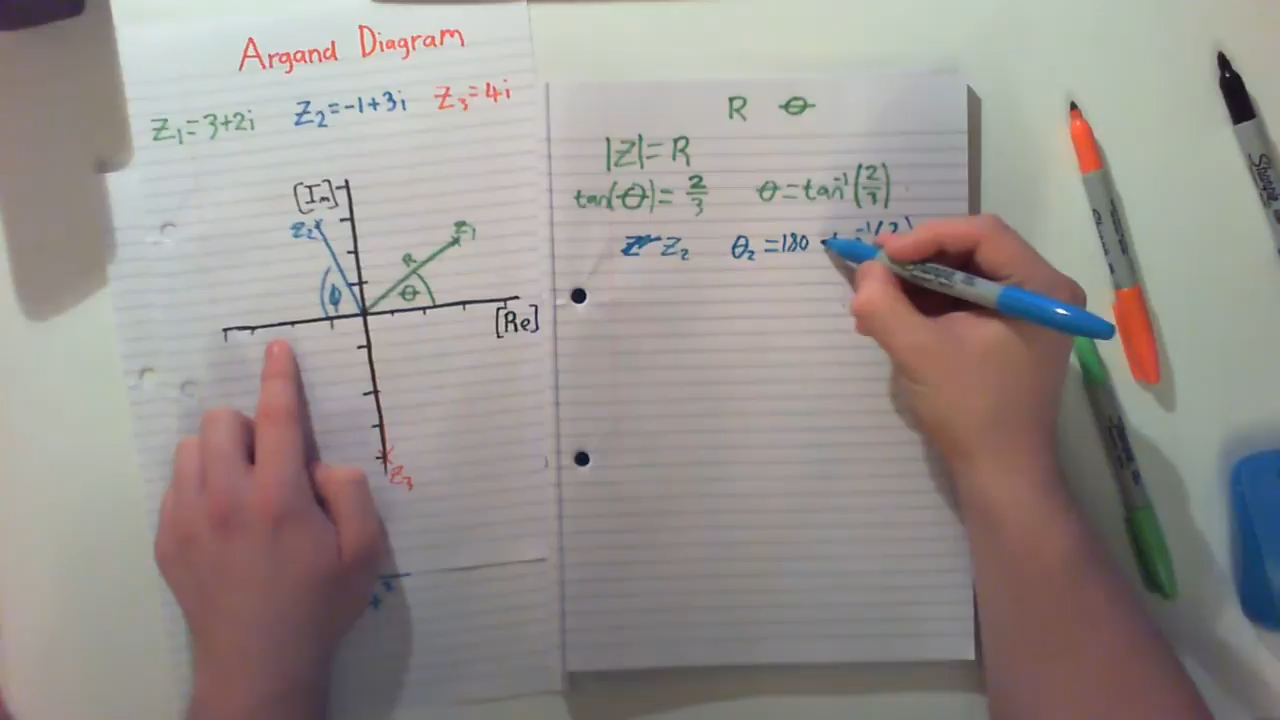 Argand Diagram
Z₁=3+2i Z₂=-1+3i Z₃=4i
[Im]
Z₂ Z₁
R
ϕ θ
[Re]
Z₃
R θ
|Z|=R
tan(θ)=2/3 θ=tan⁻¹(2/3)
Z₂ θ₂=180
Sharpie